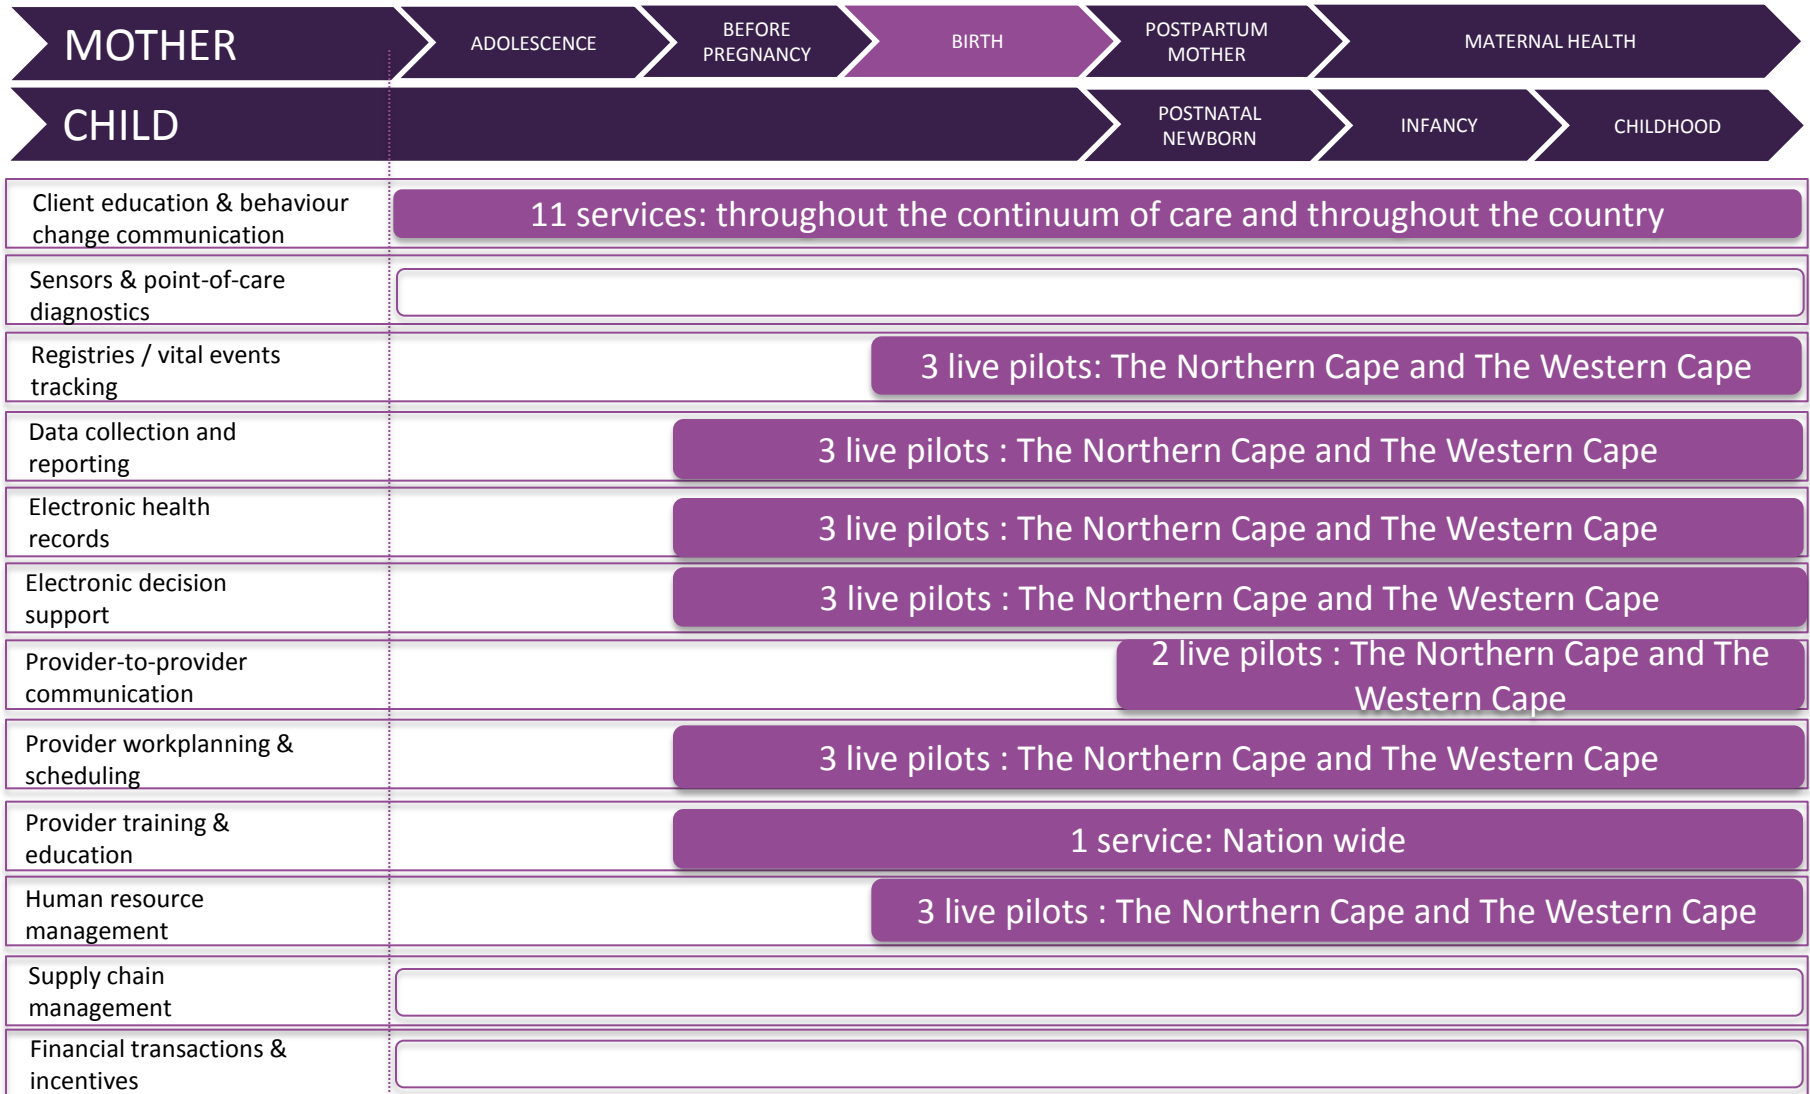 MOTHER
ADOLESCENCE
BEFORE
PREGNANCY
BIRTH
POSTPARTUM
MOTHER
MATERNAL HEALTH
CHILD
POSTNATAL
NEWBORN
INFANCY
CHILDHOOD
Client education & behaviour
change communication
11 services: throughout the continuum of care and throughout the country
Sensors & point-of-care
diagnostics
Registries / vital events
tracking
3 live pilots: The Northern Cape and The Western Cape
Data collection and
reporting
3 live pilots : The Northern Cape and The Western Cape
Electronic health
records
3 live pilots : The Northern Cape and The Western Cape
Electronic decision
support
3 live pilots : The Northern Cape and The Western Cape
Provider-to-provider
communication
2 live pilots : The Northern Cape and The
Western Cape
Provider workplanning &
scheduling
3 live pilots : The Northern Cape and The Western Cape
Provider training &
education
1 service: Nation wide
Human resource
management
3 live pilots : The Northern Cape and The Western Cape
Supply chain
management
Financial transactions &
incentives